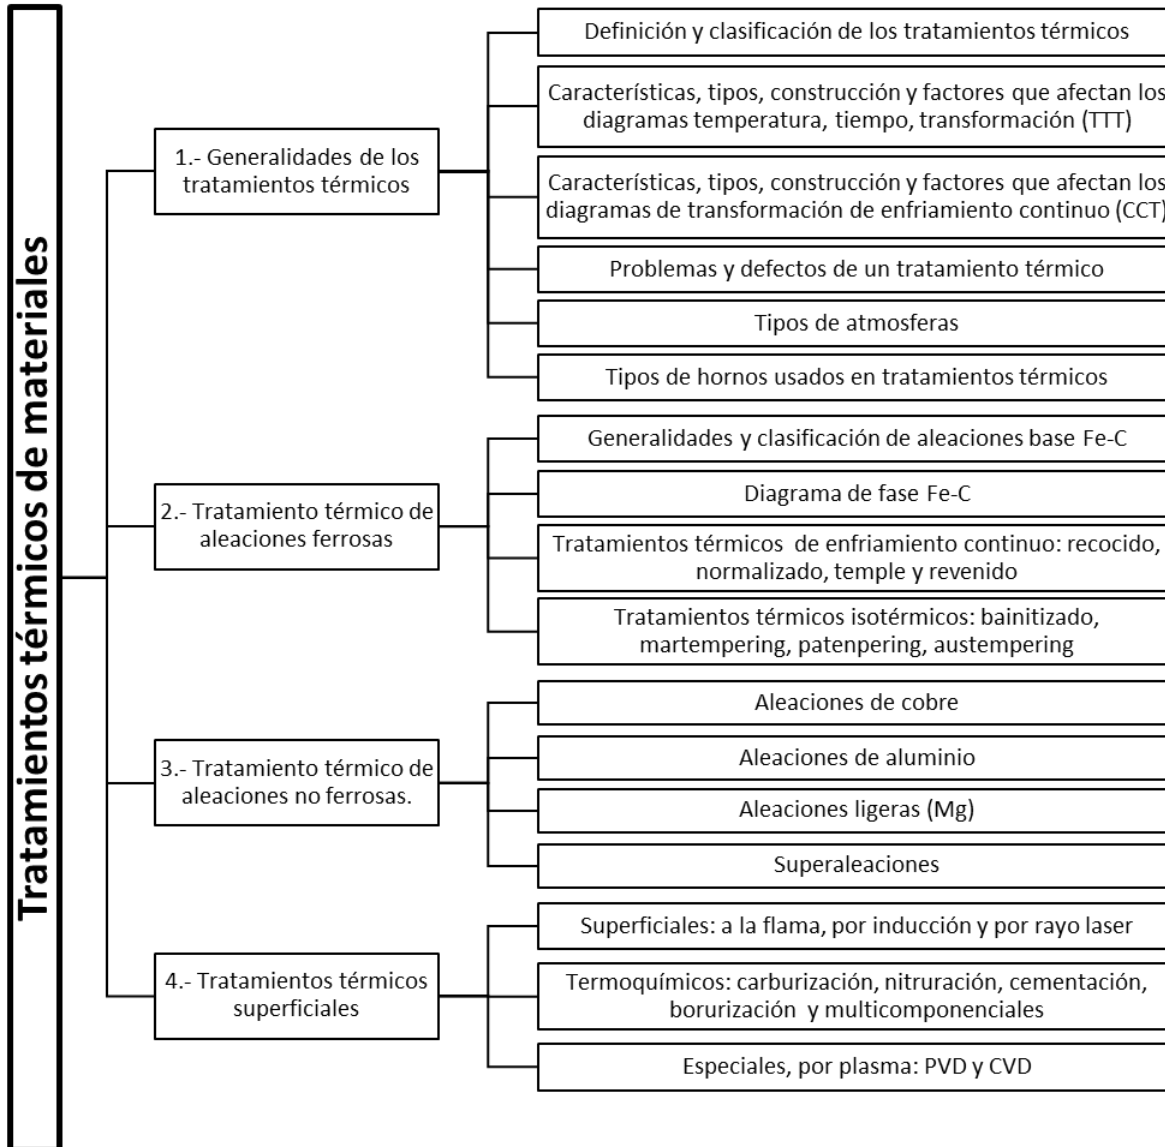 Tratamientos térmicos de materiales
1.- Generalidades de los
tratamientos térmicos
Definición y clasificación de los tratamientos térmicos
Características, tipos, construcción y factores que afectan los
diagramas temperatura, tiempo, transformación (TTT)
Características, tipos, construcción y factores que afectan los
diagramas de transformación de enfriamiento continuo (CCT)
Problemas y defectos de un tratamiento térmico
Tipos de atmosferas
Tipos de hornos usados en tratamientos térmicos
2.- Tratamiento térmico de
aleaciones ferrosas
Generalidades y clasificación de aleaciones base Fe-C
Diagrama de fase Fe-C
Tratamientos térmicos de enfriamiento continuo: recocido,
normalizado, temple y revenido
Tratamientos térmicos isotérmicos: bainitizado,
martempering, patenpering, austempering
3.- Tratamiento térmico de
aleaciones no ferrosas.
Aleaciones de cobre
Aleaciones de aluminio
Aleaciones ligeras (Mg)
Superaleaciones
4.- Tratamientos térmicos
superficiales
Superficiales: a la flama, por inducción y por rayo laser
Termoquímicos: carburización, nitruración, cementación,
borurización y multicomponenciales
Especiales, por plasma: PVD y CVD